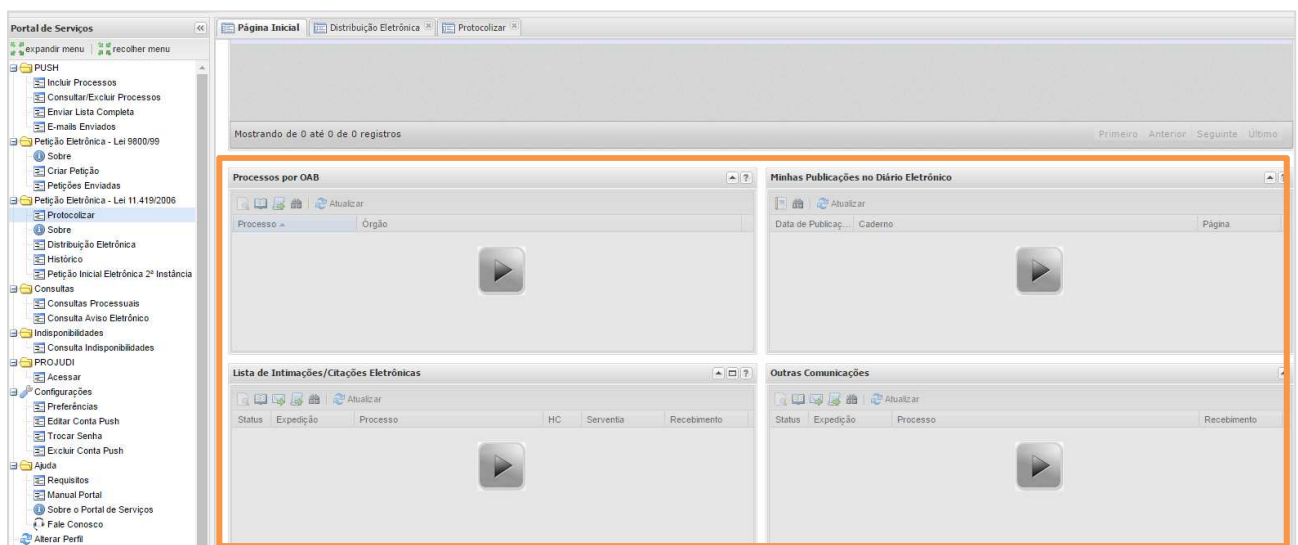 Portal de Serviços
expandir menu | recolher menu
PUSH
Incluir Processos
Consultar/Excluir Processos
Enviar Lista Completa
E-mails Enviados
Petição Eletrônica - Lei 9800/99
Sobre
Criar Petição
Petições Enviadas
Petição Eletrônica - Lei 11.419/2006
Protocolizar
Sobre
Distribuição Eletrônica
Histórico
Petição Inicial Eletrônica 2ª Instância
Consultas
Consultas Processuais
Consulta Aviso Eletrônico
Indisponibilidades
Consulta Indisponibilidades
PROJUDI
Acessar
Configurações
Preferências
Editar Conta Push
Trocar Senha
Excluir Conta Push
Ajuda
Requisitos
Manual Portal
Sobre o Portal de Serviços
Fale Conosco
Alterar Perfil
Página Inicial Distribuição Eletrônica Protocolizar
Mostrando de 0 até 0 de 0 registros Primeiro Anterior Seguinte Último
Processos por OAB
Atualizar
Processo Órgão
Minhas Publicações no Diário Eletrônico
Atualizar
Data de Publicaç... Caderno Página
Lista de Intimações/Citações Eletrônicas
Atualizar
Status Expedição Processo HC Serventia Recebimento
Outras Comunicações
Atualizar
Status Expedição Processo Recebimento